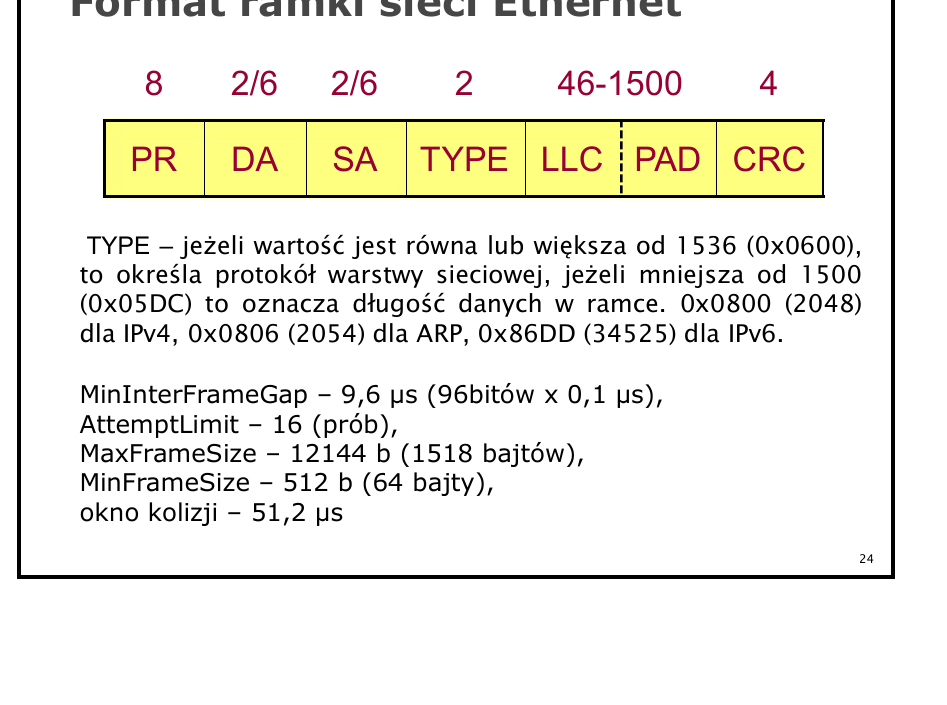 Format ramki sieci Ethernet
8 2/6 2/6 2 46-1500 4
PR DA SA TYPE LLC PAD CRC
TYPE – jeżeli wartość jest równa lub większa od 1536 (0x0600),
to określa protokół warstwy sieciowej, jeżeli mniejsza od 1500
(0x05DC) to oznacza długość danych w ramce. 0x0800 (2048)
dla IPv4, 0x0806 (2054) dla ARP, 0x86DD (34525) dla IPv6.
MinInterFrameGap – 9,6 μs (96bitów x 0,1 μs),
AttemptLimit – 16 (prób),
MaxFrameSize – 12144 b (1518 bajtów),
MinFrameSize – 512 b (64 bajty),
okno kolizji – 51,2 μs
24